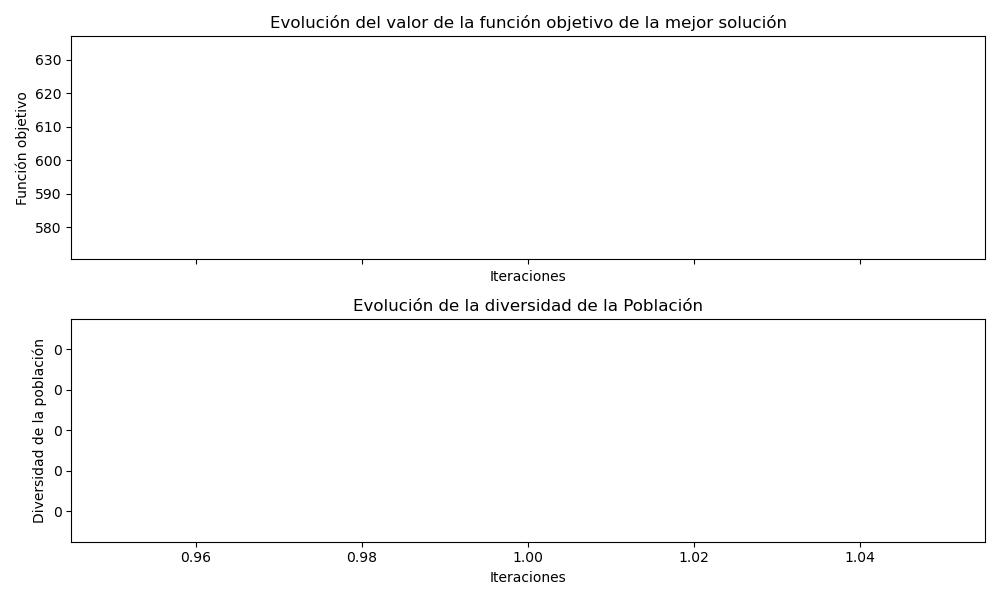 Evolución del valor de la función objetivo de la mejor solución
Función objetivo
630
620
610
600
590
580
Iteraciones
Evolución de la diversidad de la Población
Diversidad de la población
0
0
0
0
0
0.96 0.98 1.00 1.02 1.04
Iteraciones